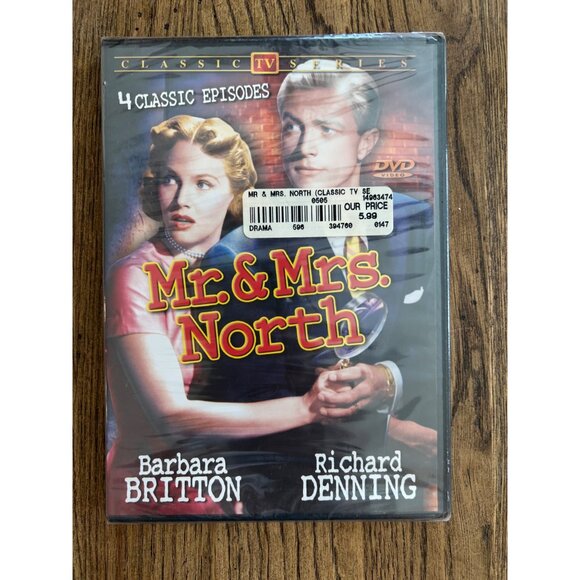 CLASSIC TV SERIES
4 CLASSIC EPISODES
DVD
VIDEO
MR & MRS. NORTH (CLASSIC TV SE
0505 14963474
OUR PRICE
5.99
DRAMA 596 394760 0147
Mr. & Mrs.
North
Barbara Richard
BRITTON DENNING